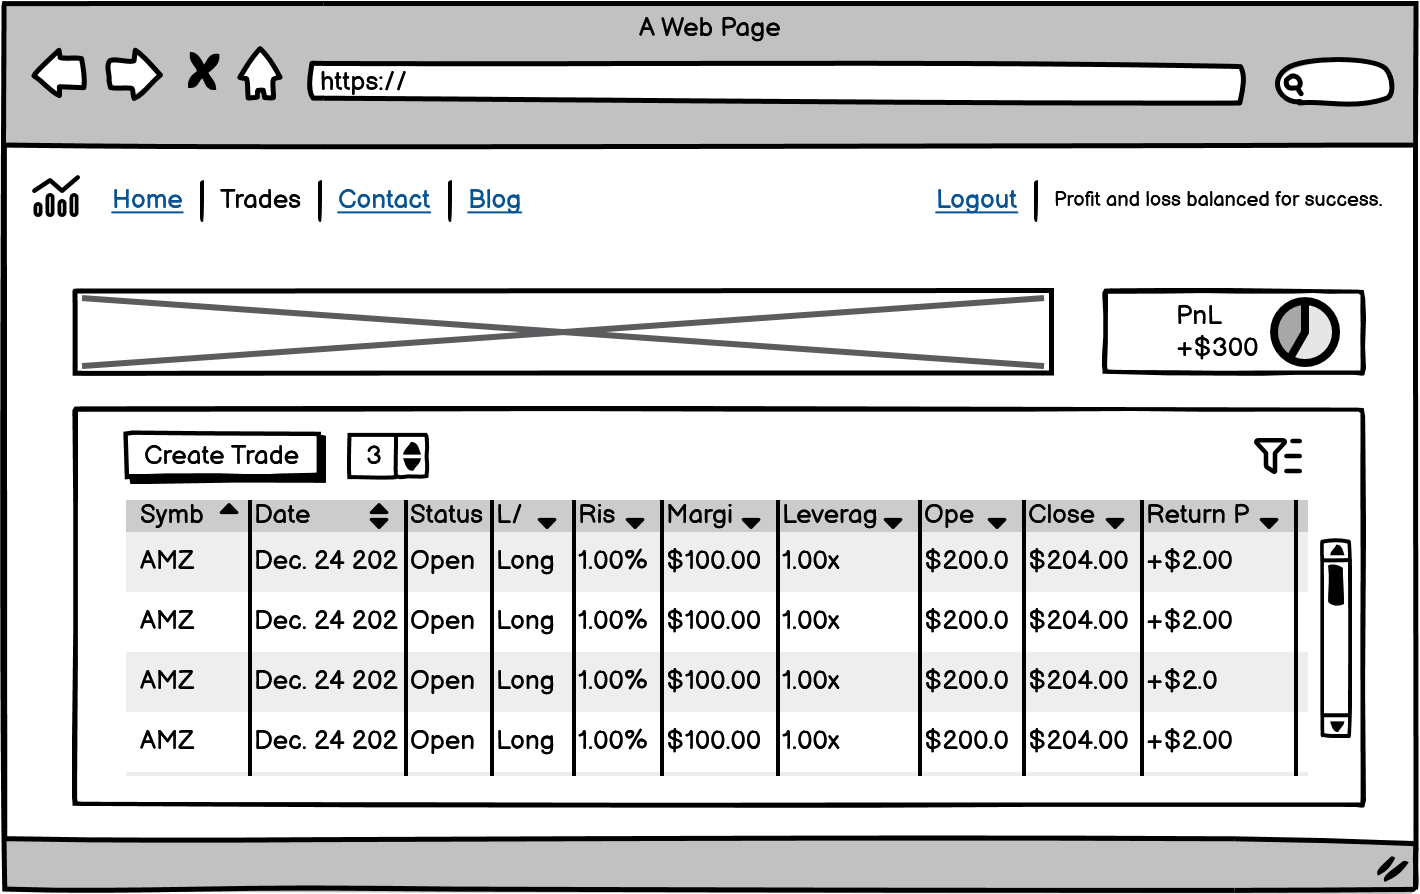 A Web Page
https://
Home Trades Contact Blog Logout Profit and loss balanced for success.
PnL
+$300
Create Trade 3
Symb Date Status L/ Ris Margi Leverag Ope Close Return P
AMZ Dec. 24 202 Open Long 1.00% $100.00 1.00x $200.0 $204.00 +$2.00
AMZ Dec. 24 202 Open Long 1.00% $100.00 1.00x $200.0 $204.00 +$2.00
AMZ Dec. 24 202 Open Long 1.00% $100.00 1.00x $200.0 $204.00 +$2.0
AMZ Dec. 24 202 Open Long 1.00% $100.00 1.00x $200.0 $204.00 +$2.00